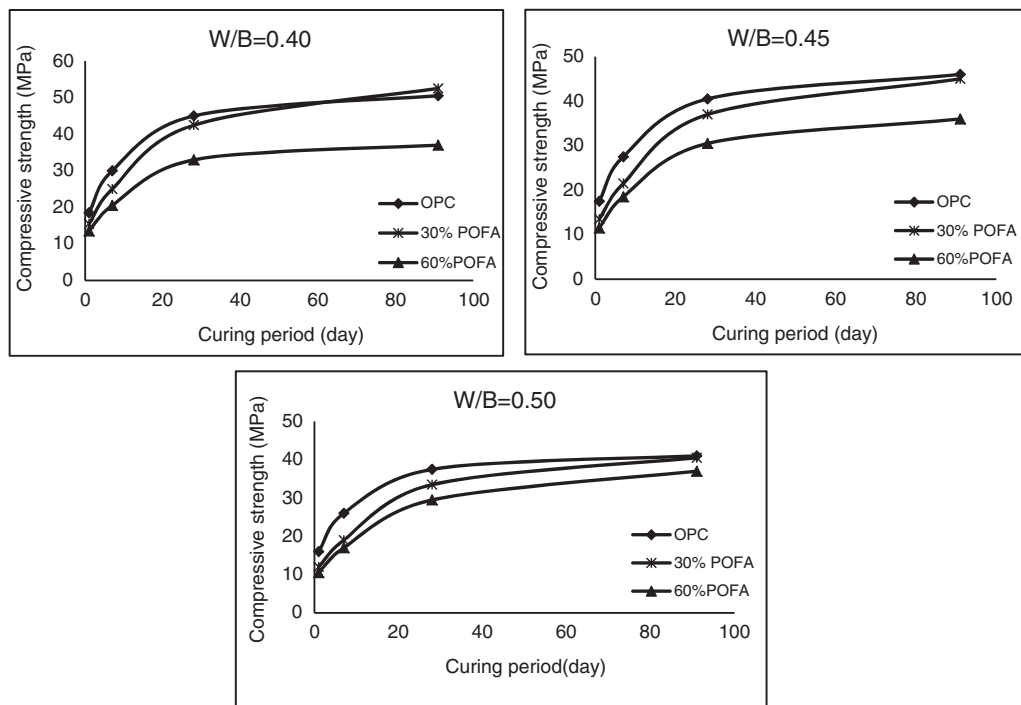 W/B=0.40
Compressive strength (MPa)
60
50
40
30
20
10
0
0 20 40 60 80 100
Curing period (day)
OPC
30% POFA
60%POFA
W/B=0.45
Compressive strength (MPa)
50
40
30
20
10
0
0 20 40 60 80 100
Curing period (day)
OPC
30% POFA
60%POFA
W/B=0.50
Compressive strength (MPa)
50
40
30
20
10
0
0 20 40 60 80 100
Curing period(day)
OPC
30% POFA
60%POFA